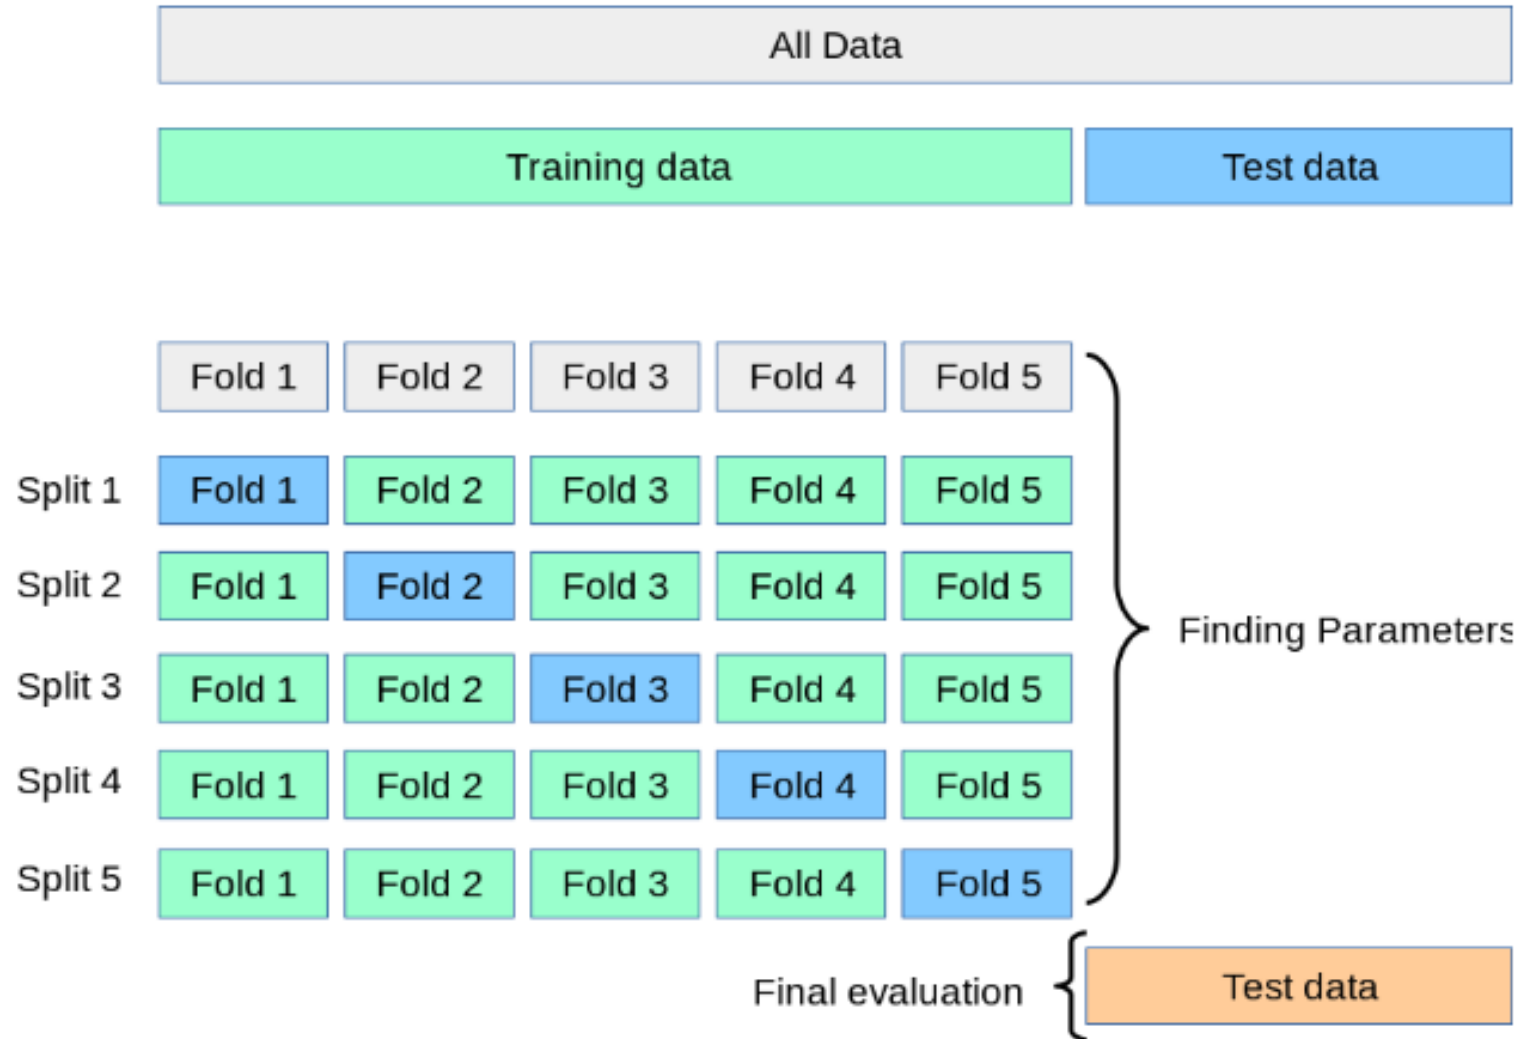 All Data
Training data Test data
Fold 1 Fold 2 Fold 3 Fold 4 Fold 5
Split 1 Fold 1 Fold 2 Fold 3 Fold 4 Fold 5
Split 2 Fold 1 Fold 2 Fold 3 Fold 4 Fold 5
Finding Parameters
Split 3 Fold 1 Fold 2 Fold 3 Fold 4 Fold 5
Split 4 Fold 1 Fold 2 Fold 3 Fold 4 Fold 5
Split 5 Fold 1 Fold 2 Fold 3 Fold 4 Fold 5
Final evaluation Test data